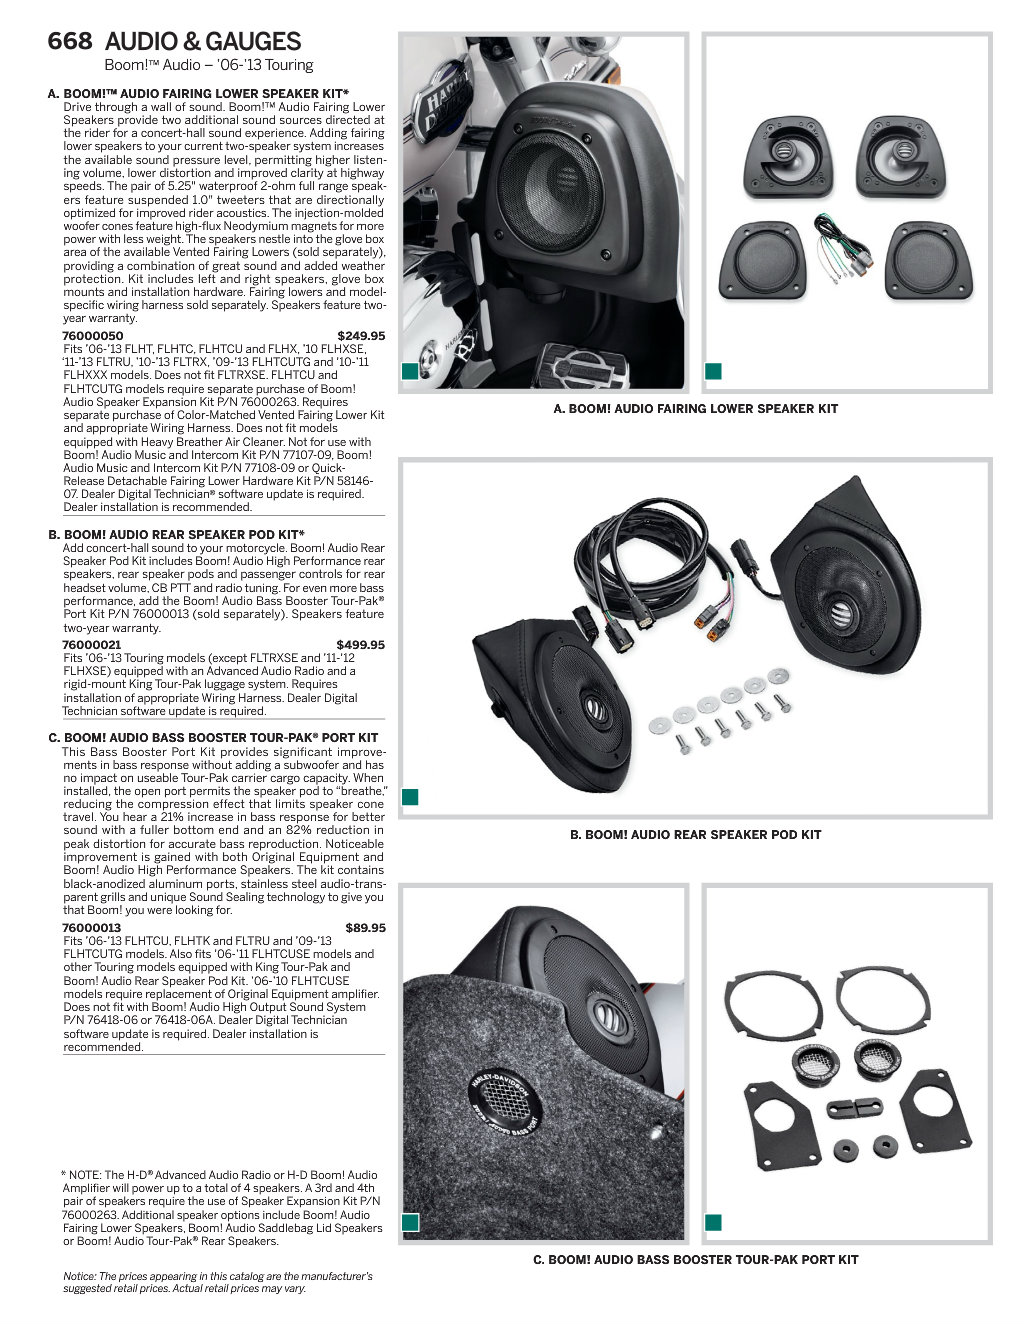 668 AUDIO & GAUGES
Boom!™ Audio – ’06-’13 Touring
A. BOOM!™ AUDIO FAIRING LOWER SPEAKER KIT*
Drive through a wall of sound. Boom!™ Audio Fairing Lower
Speakers provide two additional sound sources directed at
the rider for a concert-hall sound experience. Adding fairing
lower speakers to your current two-speaker system increases
the available sound pressure level, permitting higher listen-
ing volume, lower distortion and improved clarity at highway
speeds. The pair of 5.25" waterproof 2-ohm full range speak-
ers feature suspended 1.0" tweeters that are directionally
optimized for improved rider acoustics. The injection-molded
woofer cones feature high-flux Neodymium magnets for more
power with less weight. The speakers nestle into the glove box
area of the available Vented Fairing Lowers (sold separately),
providing a combination of great sound and added weather
protection. Kit includes left and right speakers, glove box
mounts and installation hardware. Fairing lowers and model-
specific wiring harness sold separately. Speakers feature two-
year warranty.
76000050 $249.95
Fits ’06-’13 FLHT, FLHTC, FLHTCU and FLHX, ’10 FLHXSE,
‘11-’13 FLTRU, ’10-’13 FLTRX, ’09-’13 FLHTCUTG and ’10-’11
FLHXXX models. Does not fit FLTRXSE. FLHTCU and
FLHTCUTG models require separate purchase of Boom!
Audio Speaker Expansion Kit P/N 76000263. Requires
separate purchase of Color-Matched Vented Fairing Lower Kit
and appropriate Wiring Harness. Does not fit models
equipped with Heavy Breather Air Cleaner. Not for use with
Boom! Audio Music and Intercom Kit P/N 77107-09, Boom!
Audio Music and Intercom Kit P/N 77108-09 or Quick-
Release Detachable Fairing Lower Hardware Kit P/N 58146-
07. Dealer Digital Technician® software update is required.
Dealer installation is recommended.
B. BOOM! AUDIO REAR SPEAKER POD KIT*
Add concert-hall sound to your motorcycle. Boom! Audio Rear
Speaker Pod Kit includes Boom! Audio High Performance rear
speakers, rear speaker pods and passenger controls for rear
headset volume, CB PTT and radio tuning. For even more bass
performance, add the Boom! Audio Bass Booster Tour-Pak®
Port Kit P/N 76000013 (sold separately). Speakers feature
two-year warranty.
76000021 $499.95
Fits ’06-’13 Touring models (except FLTRXSE and ’11-’12
FLHXSE) equipped with an Advanced Audio Radio and a
rigid-mount King Tour-Pak luggage system. Requires
installation of appropriate Wiring Harness. Dealer Digital
Technician software update is required.
C. BOOM! AUDIO BASS BOOSTER TOUR-PAK® PORT KIT
This Bass Booster Port Kit provides significant improve-
ments in bass response without adding a subwoofer and has
no impact on useable Tour-Pak carrier cargo capacity. When
installed, the open port permits the speaker pod to “breathe,”
reducing the compression effect that limits speaker cone
travel. You hear a 21% increase in bass response for better
sound with a fuller bottom end and an 82% reduction in
peak distortion for accurate bass reproduction. Noticeable
improvement is gained with both Original Equipment and
Boom! Audio High Performance Speakers. The kit contains
black-anodized aluminum ports, stainless steel audio-trans-
parent grills and unique Sound Sealing technology to give you
that Boom! you were looking for.
76000013 $89.95
Fits ’06-’13 FLHTCU, FLHTK and FLTRU and ’09-’13
FLHTCUTG models. Also fits ‘06-’11 FLHTCUSE models and
other Touring models equipped with King Tour-Pak and
Boom! Audio Rear Speaker Pod Kit. ’06-’10 FLHTCUSE
models require replacement of Original Equipment amplifier.
Does not fit with Boom! Audio High Output Sound System
P/N 76418-06 or 76418-06A. Dealer Digital Technician
software update is required. Dealer installation is
recommended.
* NOTE: The H-D® Advanced Audio Radio or H-D Boom! Audio
Amplifier will power up to a total of 4 speakers. A 3rd and 4th
pair of speakers require the use of Speaker Expansion Kit P/N
76000263. Additional speaker options include Boom! Audio
Fairing Lower Speakers, Boom! Audio Saddlebag Lid Speakers
or Boom! Audio Tour-Pak® Rear Speakers.
Notice: The prices appearing in this catalog are the manufacturer’s
suggested retail prices. Actual retail prices may vary.
A. BOOM! AUDIO FAIRING LOWER SPEAKER KIT
B. BOOM! AUDIO REAR SPEAKER POD KIT
HARLEY-DAVIDSON
C. BOOM! AUDIO BASS BOOSTER TOUR-PAK PORT KIT